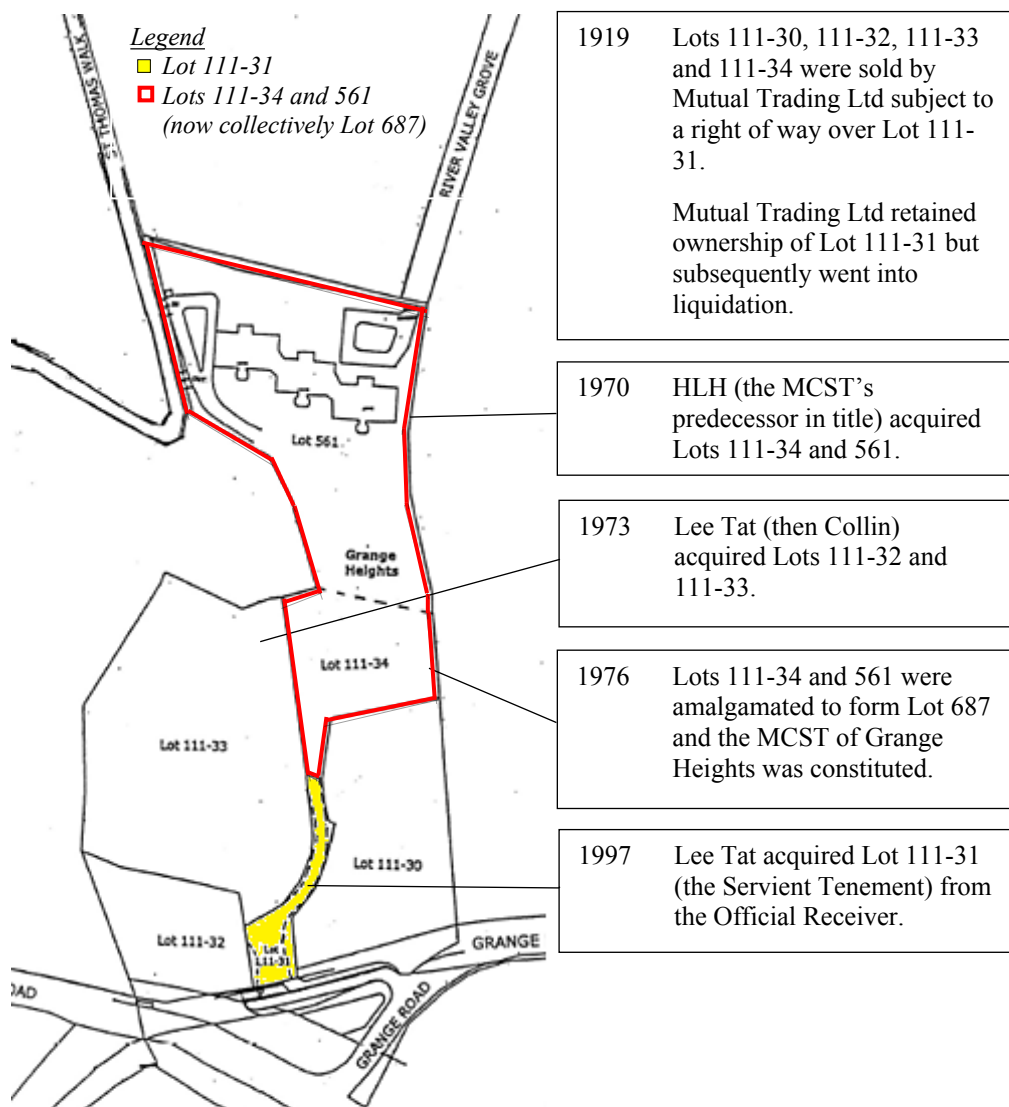 Legend
Lot 111-31
Lots 111-34 and 561
(now collectively Lot 687)
ST THOMAS WALK
RIVER VALLEY GROVE
Lot 561
Grange
Heights
Lot 111-34
Lot 111-33
Lot 111-30
Lot 111-32
Lot
111-31
GRANGE
ROAD
GRANGE ROAD
1919 Lots 111-30, 111-32, 111-33
and 111-34 were sold by
Mutual Trading Ltd subject to
a right of way over Lot 111-
31.
Mutual Trading Ltd retained
ownership of Lot 111-31 but
subsequently went into
liquidation.
1970 HLH (the MCST’s
predecessor in title) acquired
Lots 111-34 and 561.
1973 Lee Tat (then Collin)
acquired Lots 111-32 and
111-33.
1976 Lots 111-34 and 561 were
amalgamated to form Lot 687
and the MCST of Grange
Heights was constituted.
1997 Lee Tat acquired Lot 111-31
(the Servient Tenement) from
the Official Receiver.